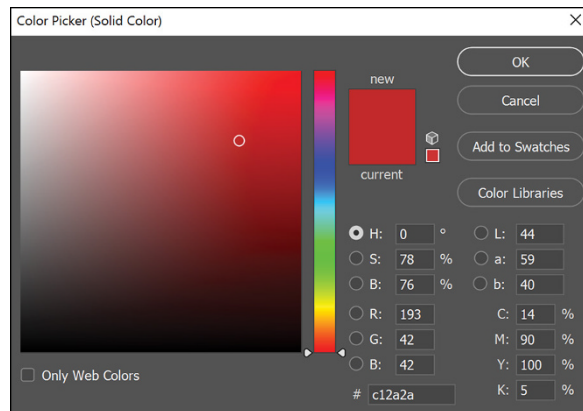 Color Picker (Solid Color)
new
current
OK
Cancel
Add to Swatches
Color Libraries
H: 0 °
S: 78 %
B: 76 %
R: 193
G: 42
B: 42
# c12a2a
L: 44
a: 59
b: 40
C: 14 %
M: 90 %
Y: 100 %
K: 5 %
Only Web Colors